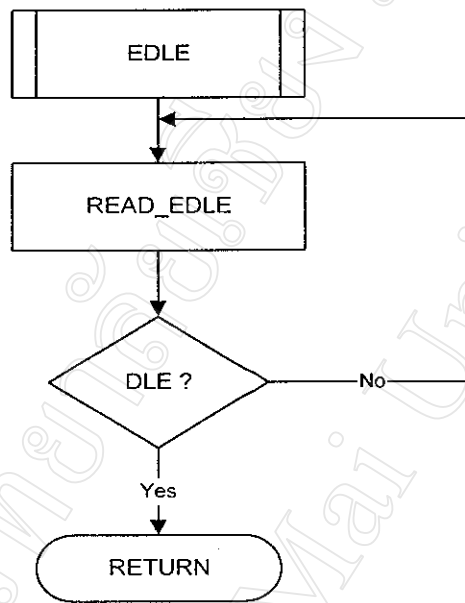 EDLE
READ_EDLE
DLE ?
No
Yes
RETURN